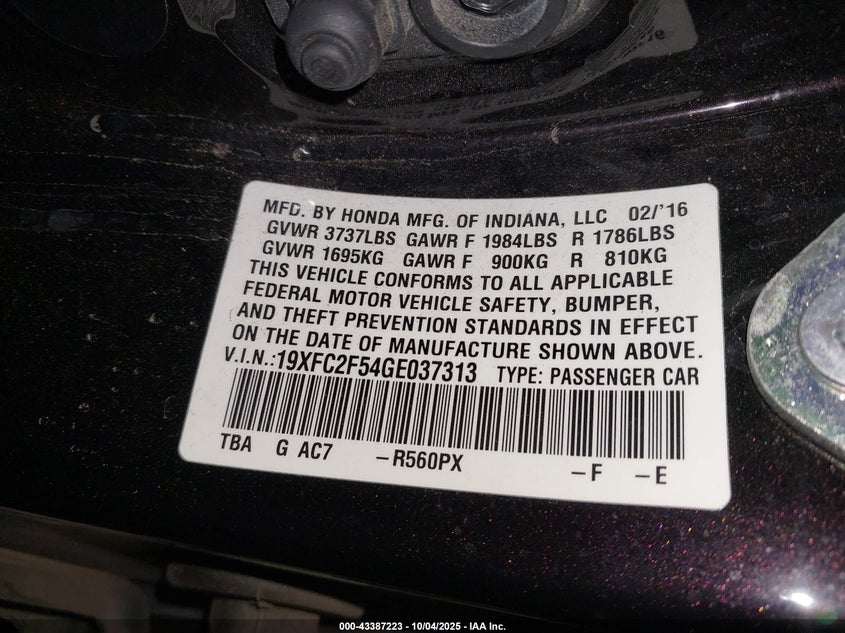 MFD. BY HONDA MFG. OF INDIANA, LLC 02/'16
GVWR 3737LBS GAWR F 1984LBS R 1786LBS
GVWR 1695KG GAWR F 900KG R 810KG
THIS VEHICLE CONFORMS TO ALL APPLICABLE
FEDERAL MOTOR VEHICLE SAFETY, BUMPER,
AND THEFT PREVENTION STANDARDS IN EFFECT
ON THE DATE OF MANUFACTURE SHOWN ABOVE.
V.I.N.:19XFC2F54GE037313 TYPE: PASSENGER CAR
TBA G AC7 –R560PX –F –E
000-43387223 - 10/04/2025 - IAA Inc.